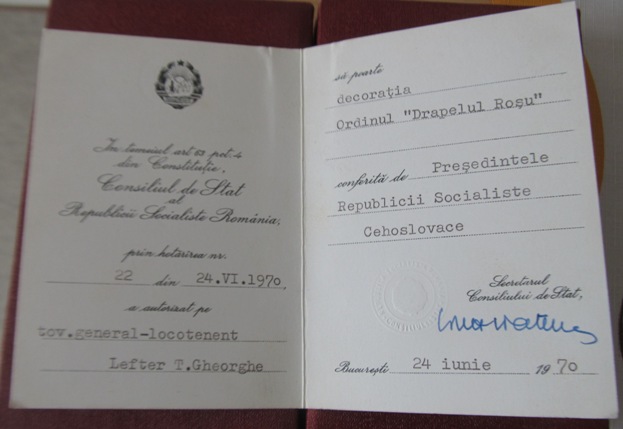 In temeiul art 63 pct. 4
din Constituție,
Consiliul de Stat
al
Republicii Socialiste România,
prin hotărîrea nr.
22 din 24.VI.1970,
a autorizat pe
tov.general-locotenent
Lefter T.Gheorghe
să poarte
decorația
Ordinul "Drapelul Roșu"
conferită de Președintele
Republicii Socialiste
Cehoslovace
Secretarul
Consiliului de Stat,
București 24 iunie 1970